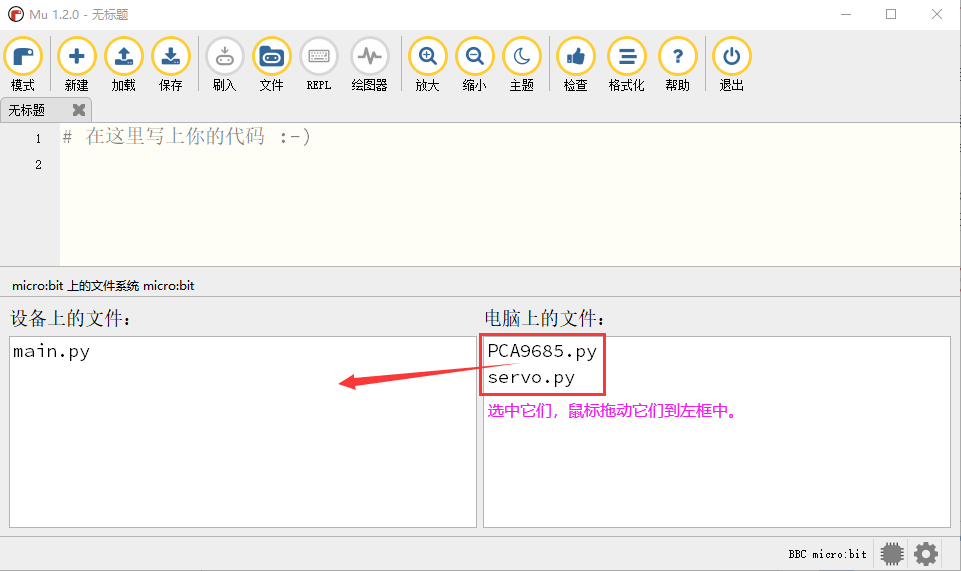 Mu 1.2.0 - 无标题
模式 新建 加载 保存 刷入 文件 REPL 绘图器 放大 缩小 主题 检查 格式化 帮助 退出
无标题
1 # 在这里写上你的代码 :-)
2
micro:bit 上的文件系统 micro:bit
设备上的文件: 电脑上的文件:
main.py PCA9685.py
servo.py
选中它们，鼠标拖动它们到左框中。
BBC micro:bit